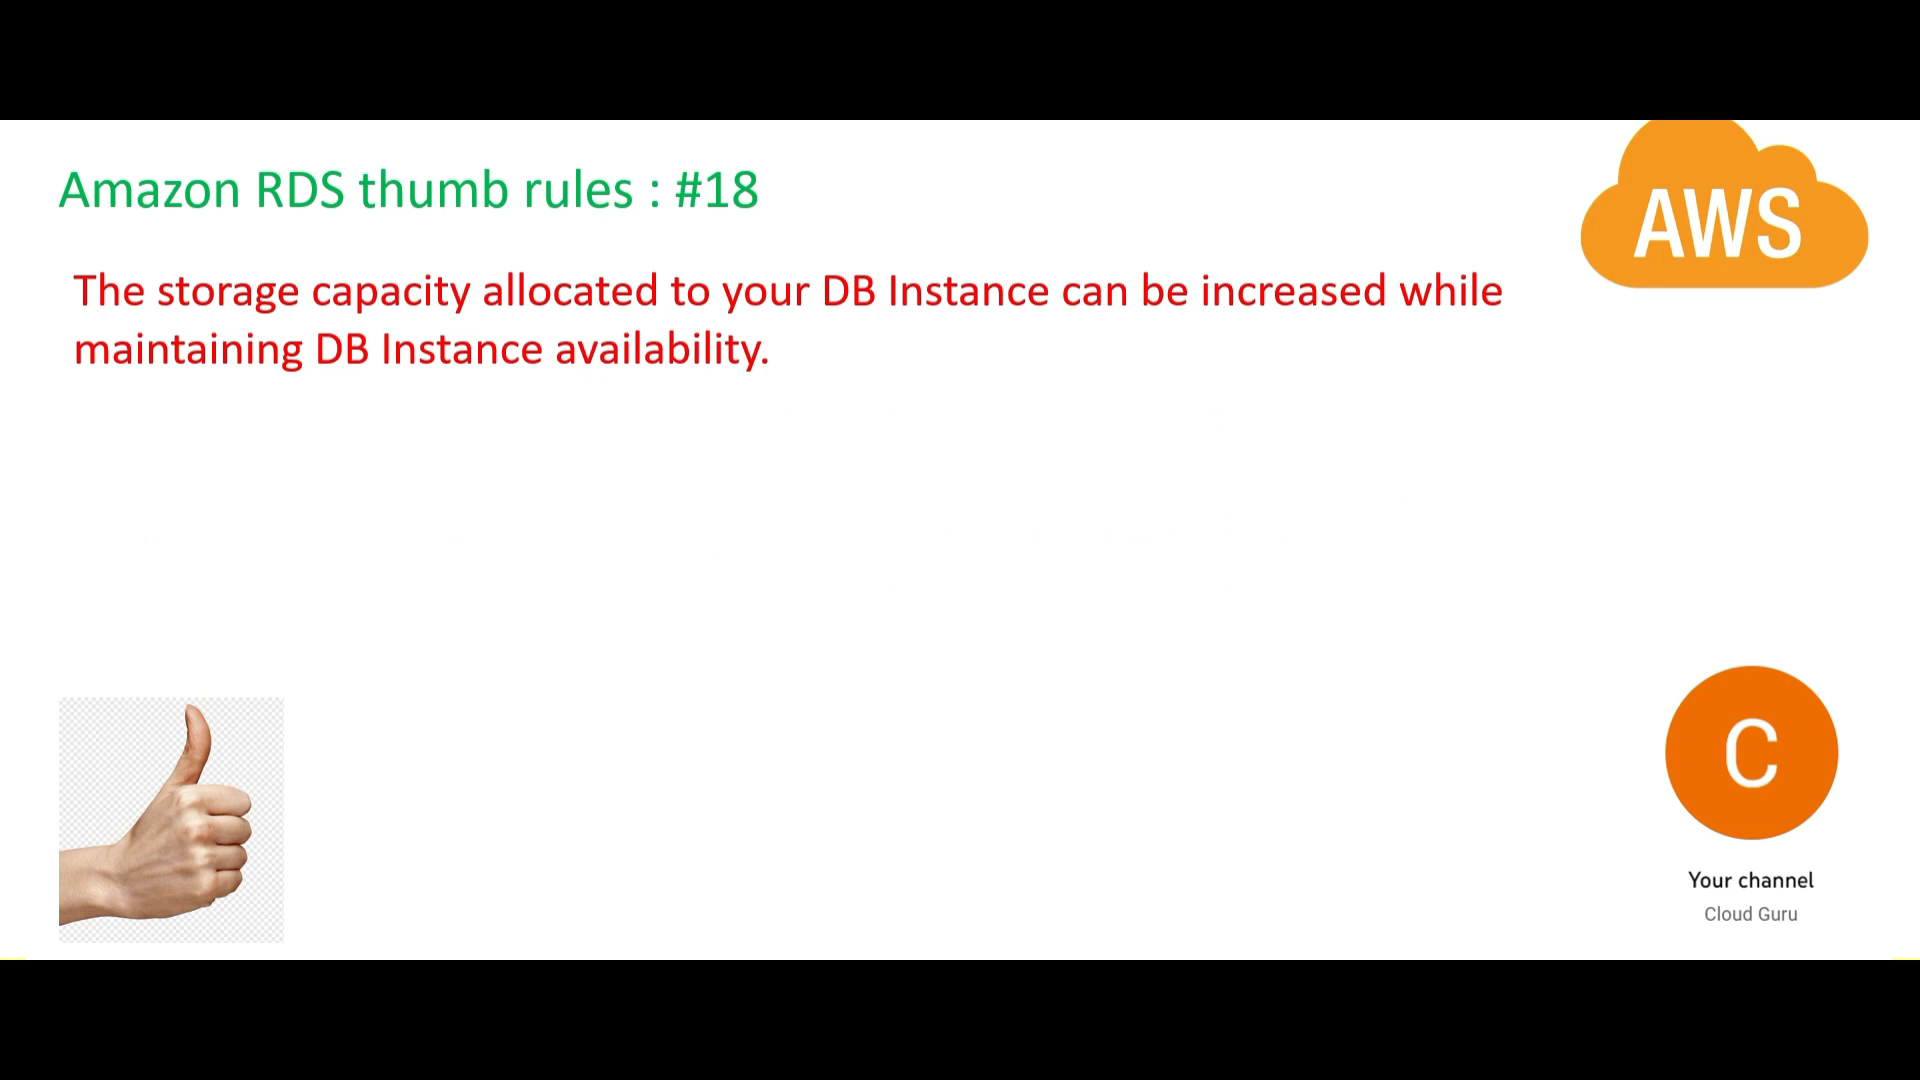 Amazon RDS thumb rules : #18
AWS
The storage capacity allocated to your DB Instance can be increased while
maintaining DB Instance availability.
C
Your channel
Cloud Guru